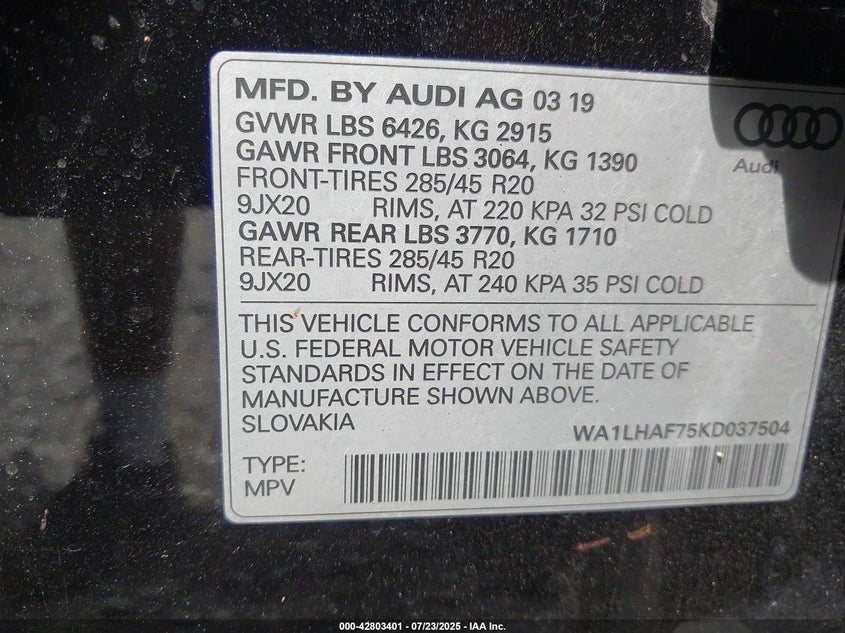 MFD. BY AUDI AG 03 19
GVWR LBS 6426, KG 2915
GAWR FRONT LBS 3064, KG 1390
FRONT-TIRES 285/45 R20
9JX20 RIMS, AT 220 KPA 32 PSI COLD
GAWR REAR LBS 3770, KG 1710
REAR-TIRES 285/45 R20
9JX20 RIMS, AT 240 KPA 35 PSI COLD
Audi
THIS VEHICLE CONFORMS TO ALL APPLICABLE
U.S. FEDERAL MOTOR VEHICLE SAFETY
STANDARDS IN EFFECT ON THE DATE OF
MANUFACTURE SHOWN ABOVE.
SLOVAKIA
WA1LHAF75KD037504
TYPE:
MPV
000-42803401 - 07/23/2025 - IAA Inc.